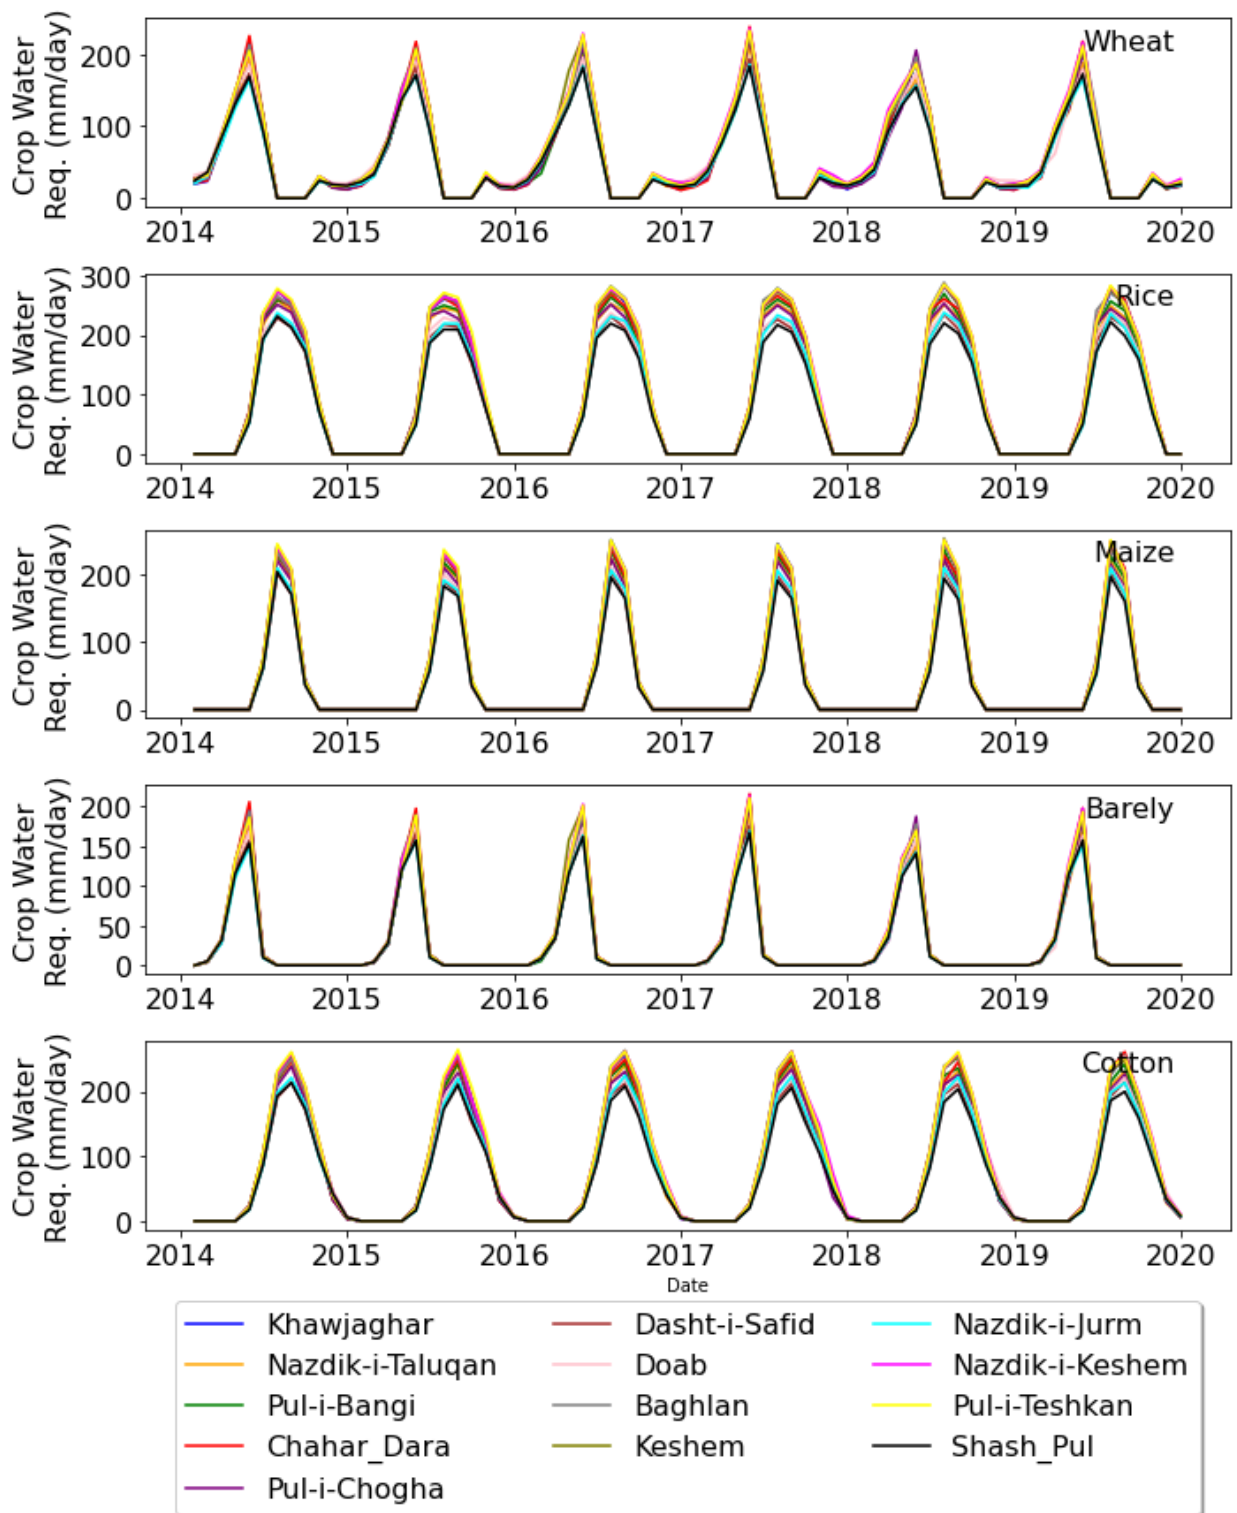 Crop Water
Req. (mm/day)
200
100
0
Wheat
2014 2015 2016 2017 2018 2019 2020
Crop Water
Req. (mm/day)
300
200
100
0
Rice
2014 2015 2016 2017 2018 2019 2020
Crop Water
Req. (mm/day)
200
100
0
Maize
2014 2015 2016 2017 2018 2019 2020
Crop Water
Req. (mm/day)
200
150
100
50
0
Barely
2014 2015 2016 2017 2018 2019 2020
Crop Water
Req. (mm/day)
200
100
0
Cotton
2014 2015 2016 2017 2018 2019 2020
Date
Khawjaghar
Nazdik-i-Taluqan
Pul-i-Bangi
Chahar_Dara
Pul-i-Chogha
Dasht-i-Safid
Doab
Baghlan
Keshem
Nazdik-i-Jurm
Nazdik-i-Keshem
Pul-i-Teshkan
Shash_Pul